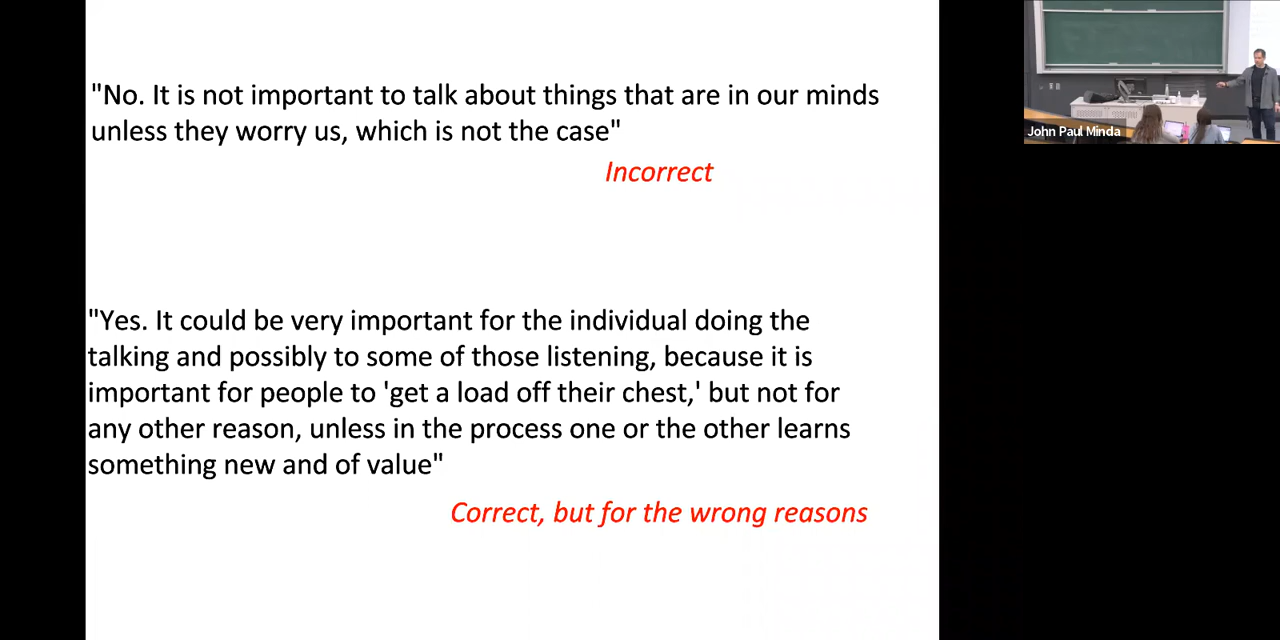 "No. It is not important to talk about things that are in our minds
unless they worry us, which is not the case"
Incorrect
"Yes. It could be very important for the individual doing the
talking and possibly to some of those listening, because it is
important for people to 'get a load off their chest,' but not for
any other reason, unless in the process one or the other learns
something new and of value"
Correct, but for the wrong reasons
John Paul Minda